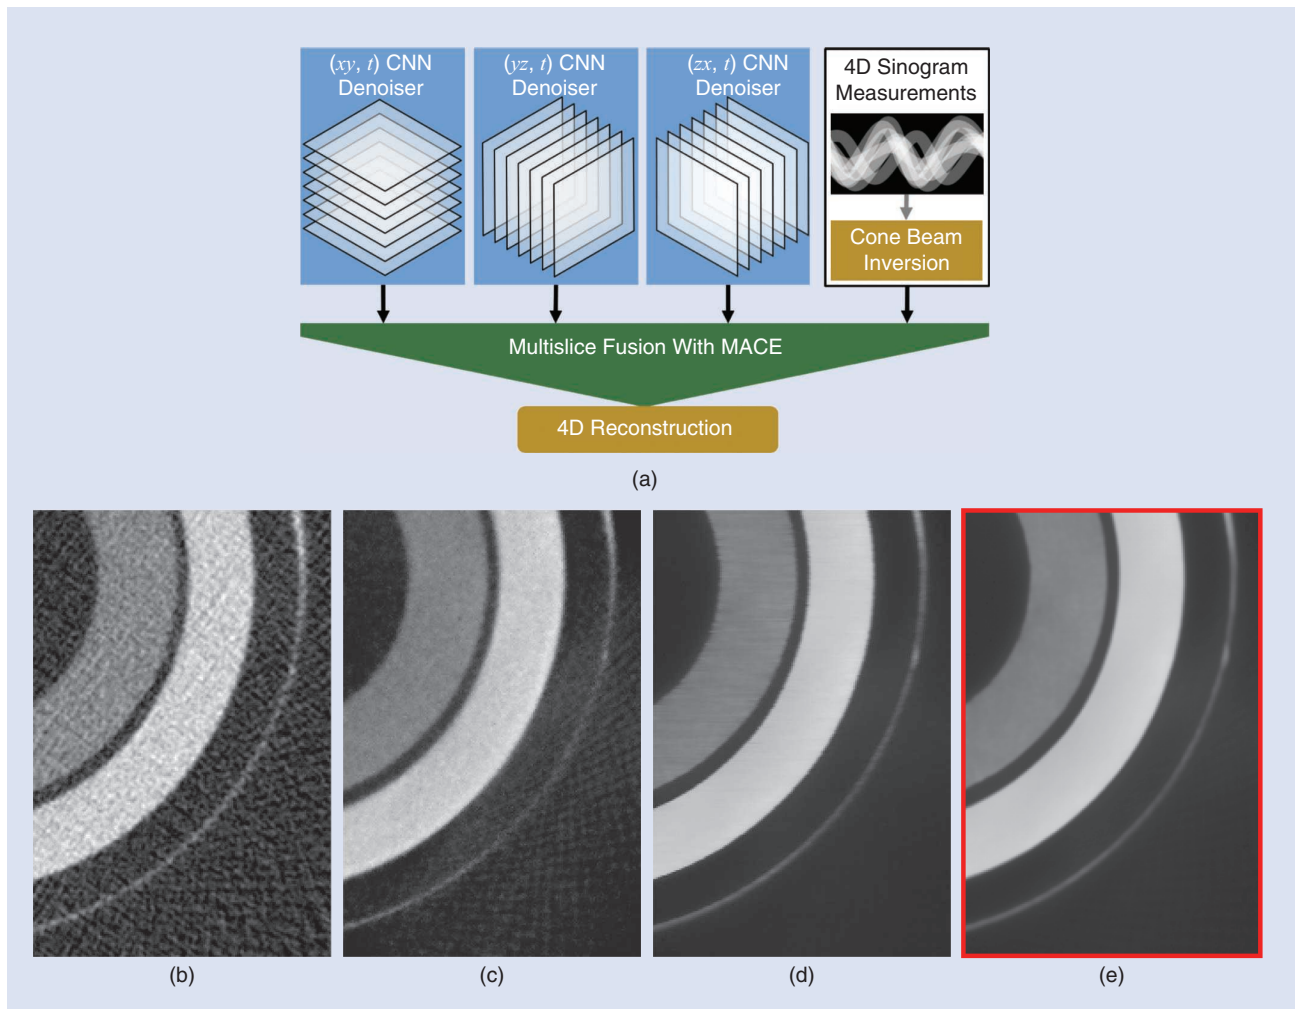 (xy, t) CNN
Denoiser
(yz, t) CNN
Denoiser
(zx, t) CNN
Denoiser
4D Sinogram
Measurements
Cone Beam
Inversion
Multislice Fusion With MACE
4D Reconstruction
(a)
(b)
(c)
(d)
(e)